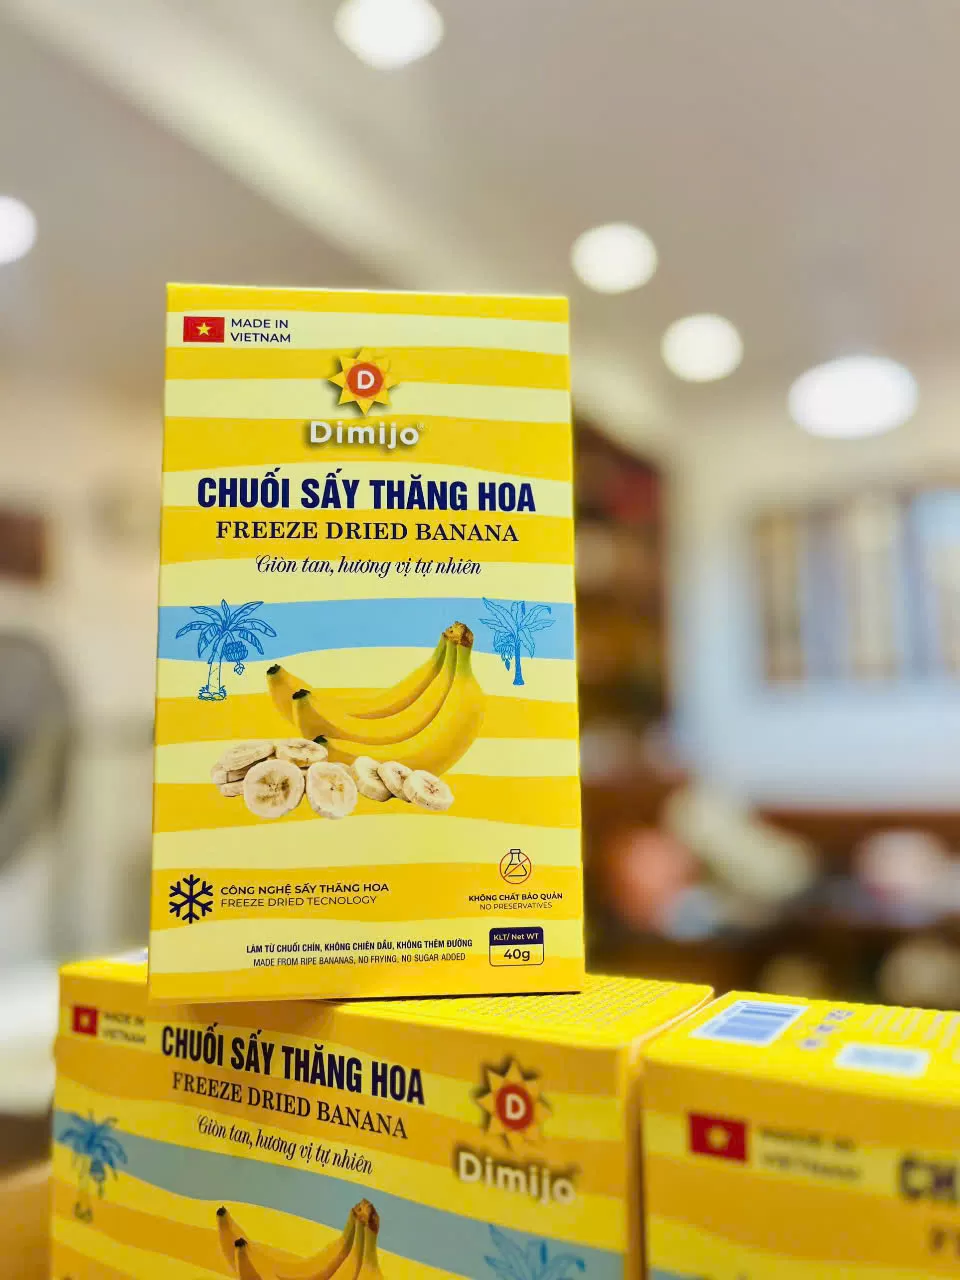 MADE IN
VIETNAM
D
Dimijo®
CHUỐI SẤY THĂNG HOA
FREEZE DRIED BANANA
Giòn tan, hương vị tự nhiên
CÔNG NGHỆ SẤY THĂNG HOA
FREEZE DRIED TECNOLOGY
KHÔNG CHẤT BẢO QUẢN
NO PRESERVATIVES
LÀM TỪ CHUỐI CHÍN, KHÔNG CHIÊN DẦU, KHÔNG THÊM ĐƯỜNG
MADE FROM RIPE BANANAS, NO FRYING, NO SUGAR ADDED
KLT/ Net WT
40g
MADE IN
VIETNAM
CHUỐI SẤY THĂNG HOA
FREEZE DRIED BANANA
Giòn tan, hương vị tự nhiên
D
Dimijo
MADE IN
VIETNAM